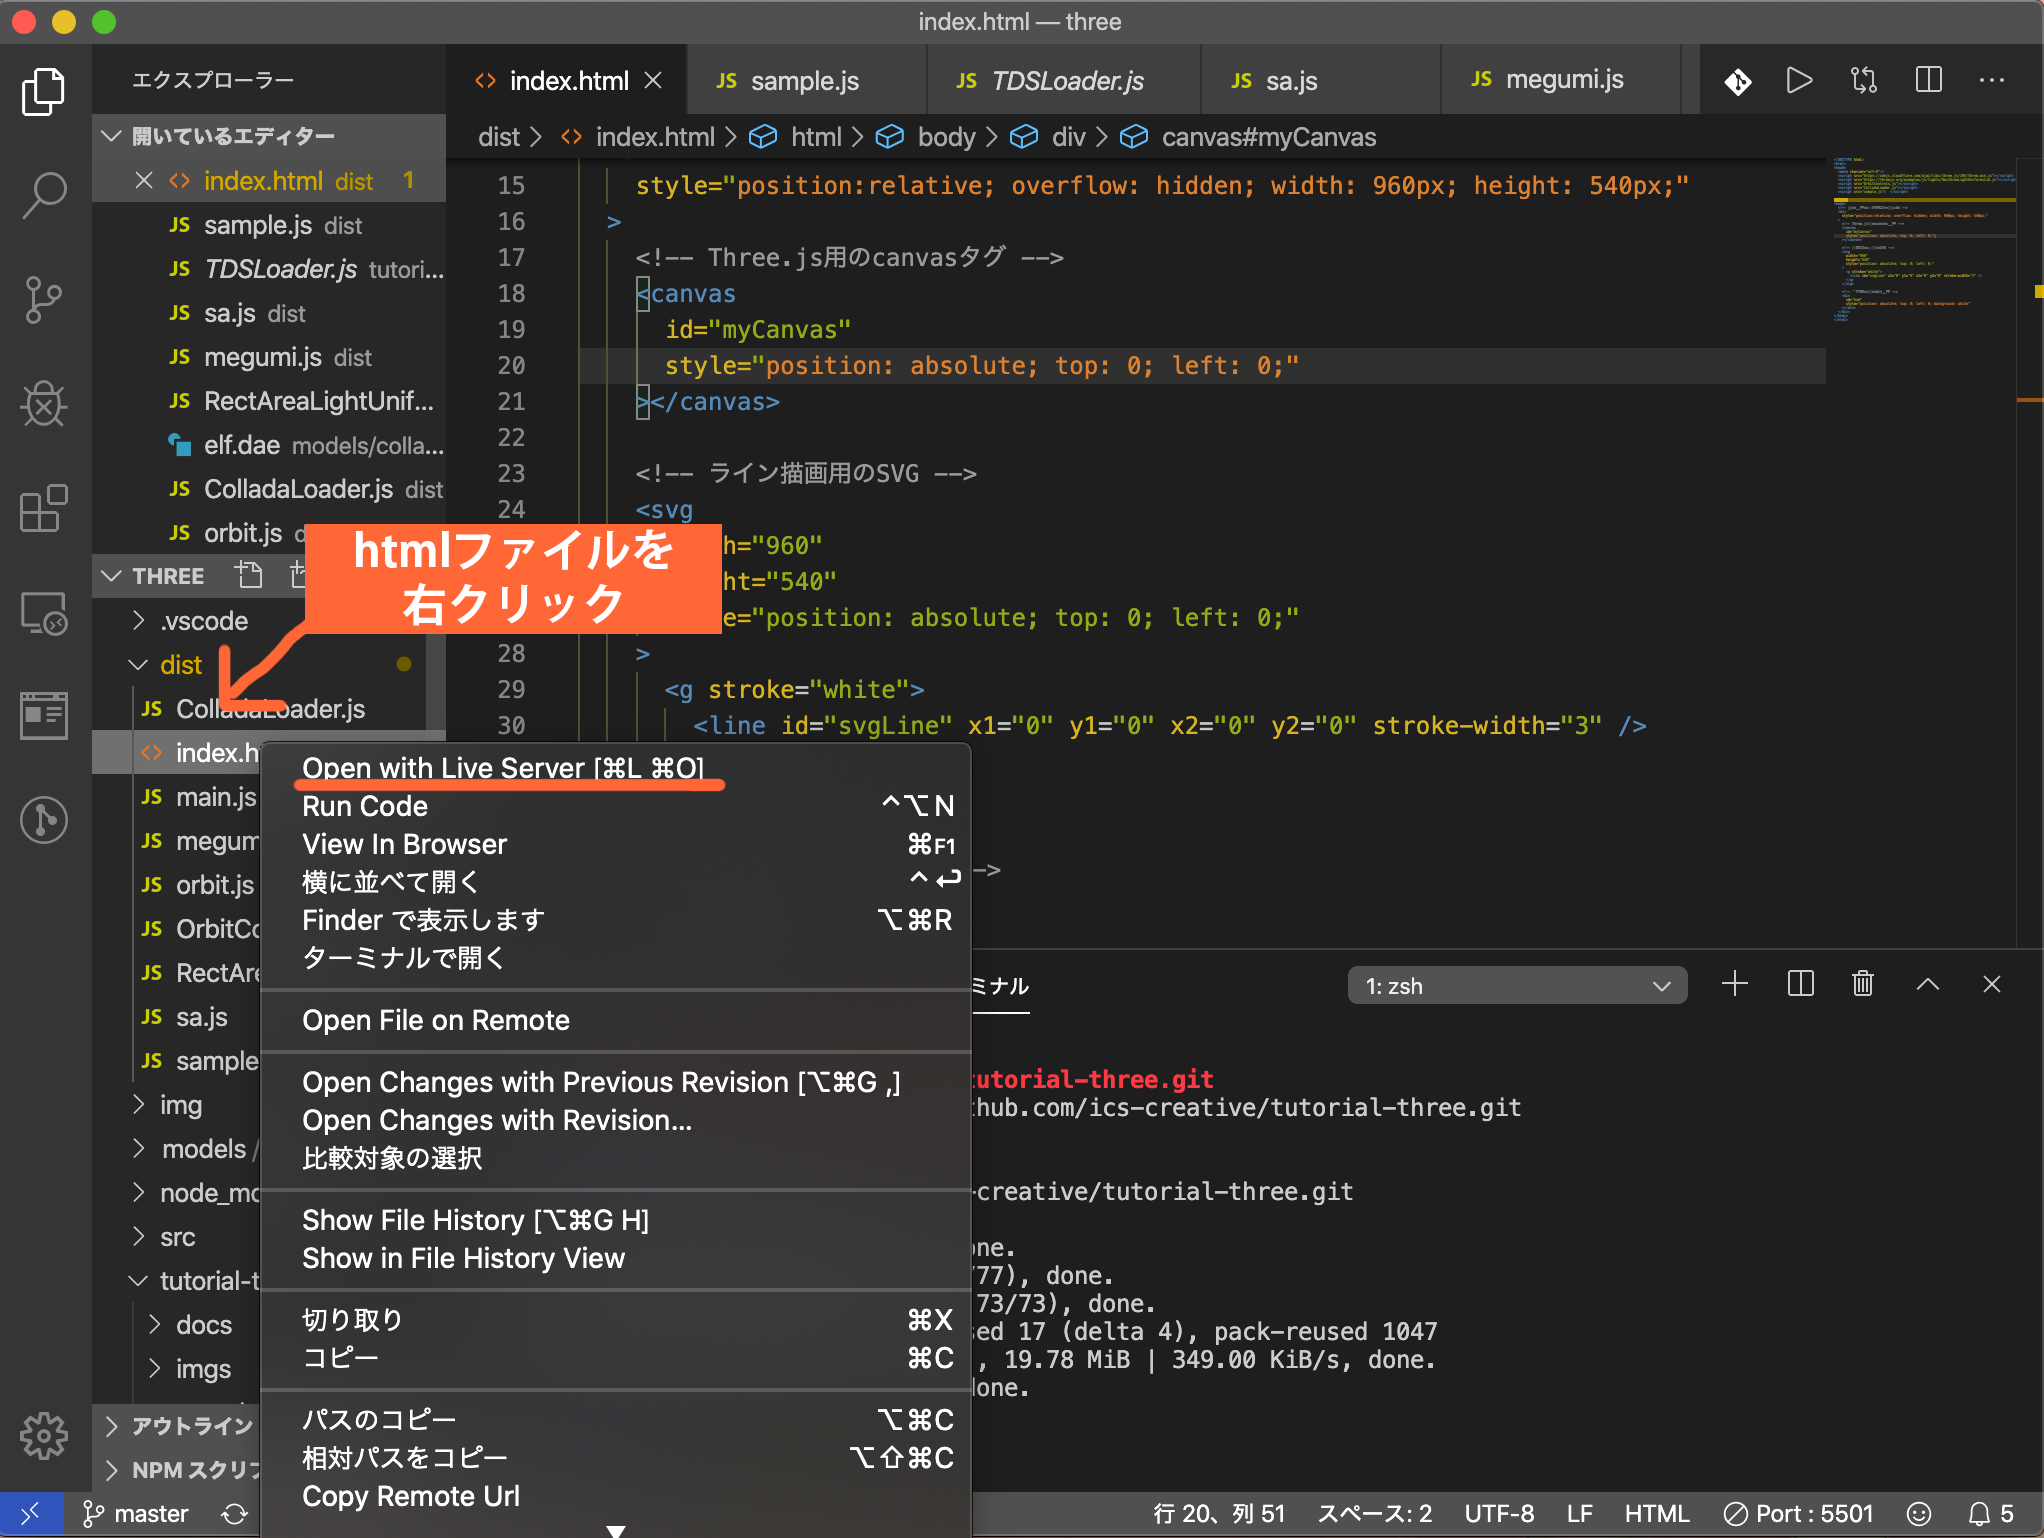 index.html — three
エクスプローラー
index.html
JS sample.js
JS TDSLoader.js
JS sa.js
JS megumi.js
dist > index.html > html > body > div > canvas#myCanvas
開いているエディター
index.html dist 1
JS sample.js dist
JS TDSLoader.js tutori...
JS sa.js dist
JS megumi.js dist
JS RectAreaLightUnif...
elf.dae models/colla...
JS ColladaLoader.js dist
JS orbit.js
THREE
.vscode
dist
JS ColladaLoader.js
index.h
JS main.js
JS megum
JS orbit.js
JS OrbitCo
JS RectAre
JS sa.js
JS sample
img
models /
node_mo
src
tutorial-t
docs
imgs
アウトライン
NPM スクリプ
15 style="position:relative; overflow: hidden; width: 960px; height: 540px;"
16 >
17 <!-- Three.js用のcanvasタグ -->
18 <canvas
19 id="myCanvas"
20 style="position: absolute; top: 0; left: 0;"
21 ></canvas>
22
23 <!-- ライン描画用のSVG -->
24 <svg
h="960"
ht="540"
e="position: absolute; top: 0; left: 0;"
28 >
29 <g stroke="white">
30 <line id="svgLine" x1="0" y1="0" x2="0" y2="0" stroke-width="3" />
-->
htmlファイルを
右クリック
Open with Live Server [⌘L ⌘O]
Run Code ^⌥N
View In Browser ⌘F1
横に並べて開く ^↩
Finder で表示します ⌥⌘R
ターミナルで開く
Open File on Remote
Open Changes with Previous Revision [⌥⌘G ,]
Open Changes with Revision...
比較対象の選択
Show File History [⌥⌘G H]
Show in File History View
切り取り ⌘X
コピー ⌘C
パスのコピー ⌥⌘C
相対パスをコピー ⌥⇧⌘C
Copy Remote Url
ミナル
1: zsh
tutorial-three.git
hub.com/ics-creative/tutorial-three.git
-creative/tutorial-three.git
one.
77), done.
73/73), done.
sed 17 (delta 4), pack-reused 1047
, 19.78 MiB | 349.00 KiB/s, done.
done.
master
行 20、列 51
スペース: 2
UTF-8
LF
HTML
Port : 5501
5